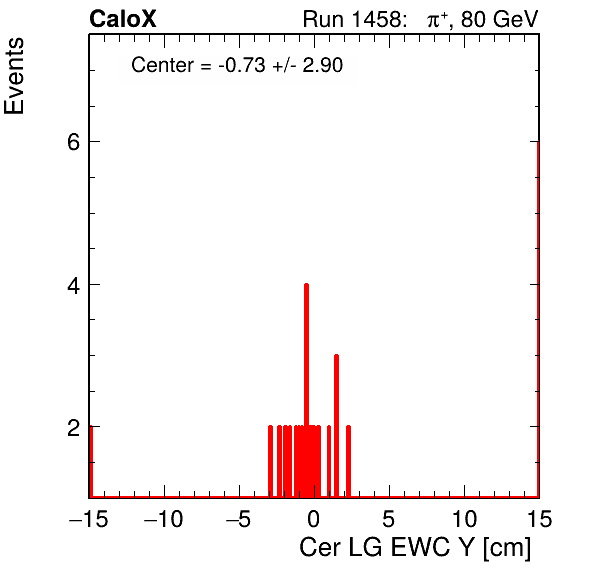 CaloX Run 1458: π⁺, 80 GeV
Center = -0.73 +/- 2.90
Events
6
4
2
−15 −10 −5 0 5 10 15
Cer LG EWC Y [cm]